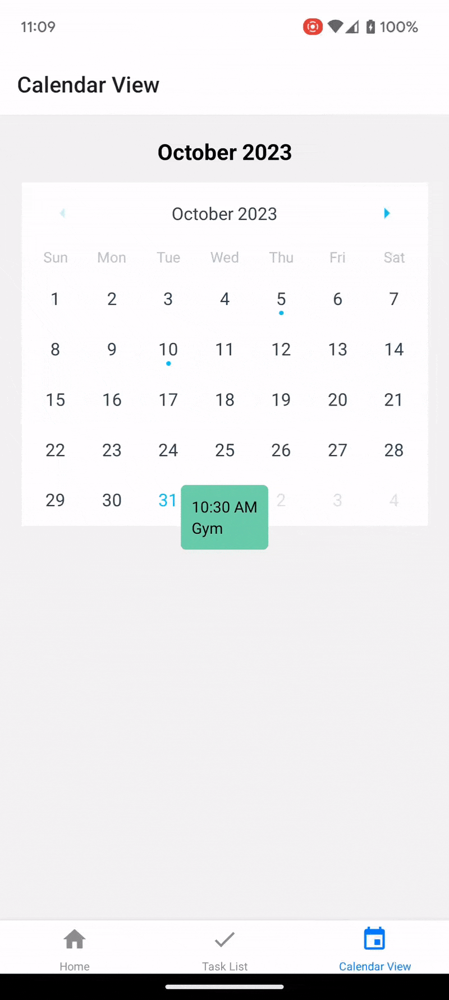 11:09 100%
Calendar View
October 2023
October 2023
Sun Mon Tue Wed Thu Fri Sat
1 2 3 4 5 6 7
8 9 10 11 12 13 14
15 16 17 18 19 20 21
22 23 24 25 26 27 28
29 30 31 2 3 4
10:30 AM
Gym
Home Task List Calendar View